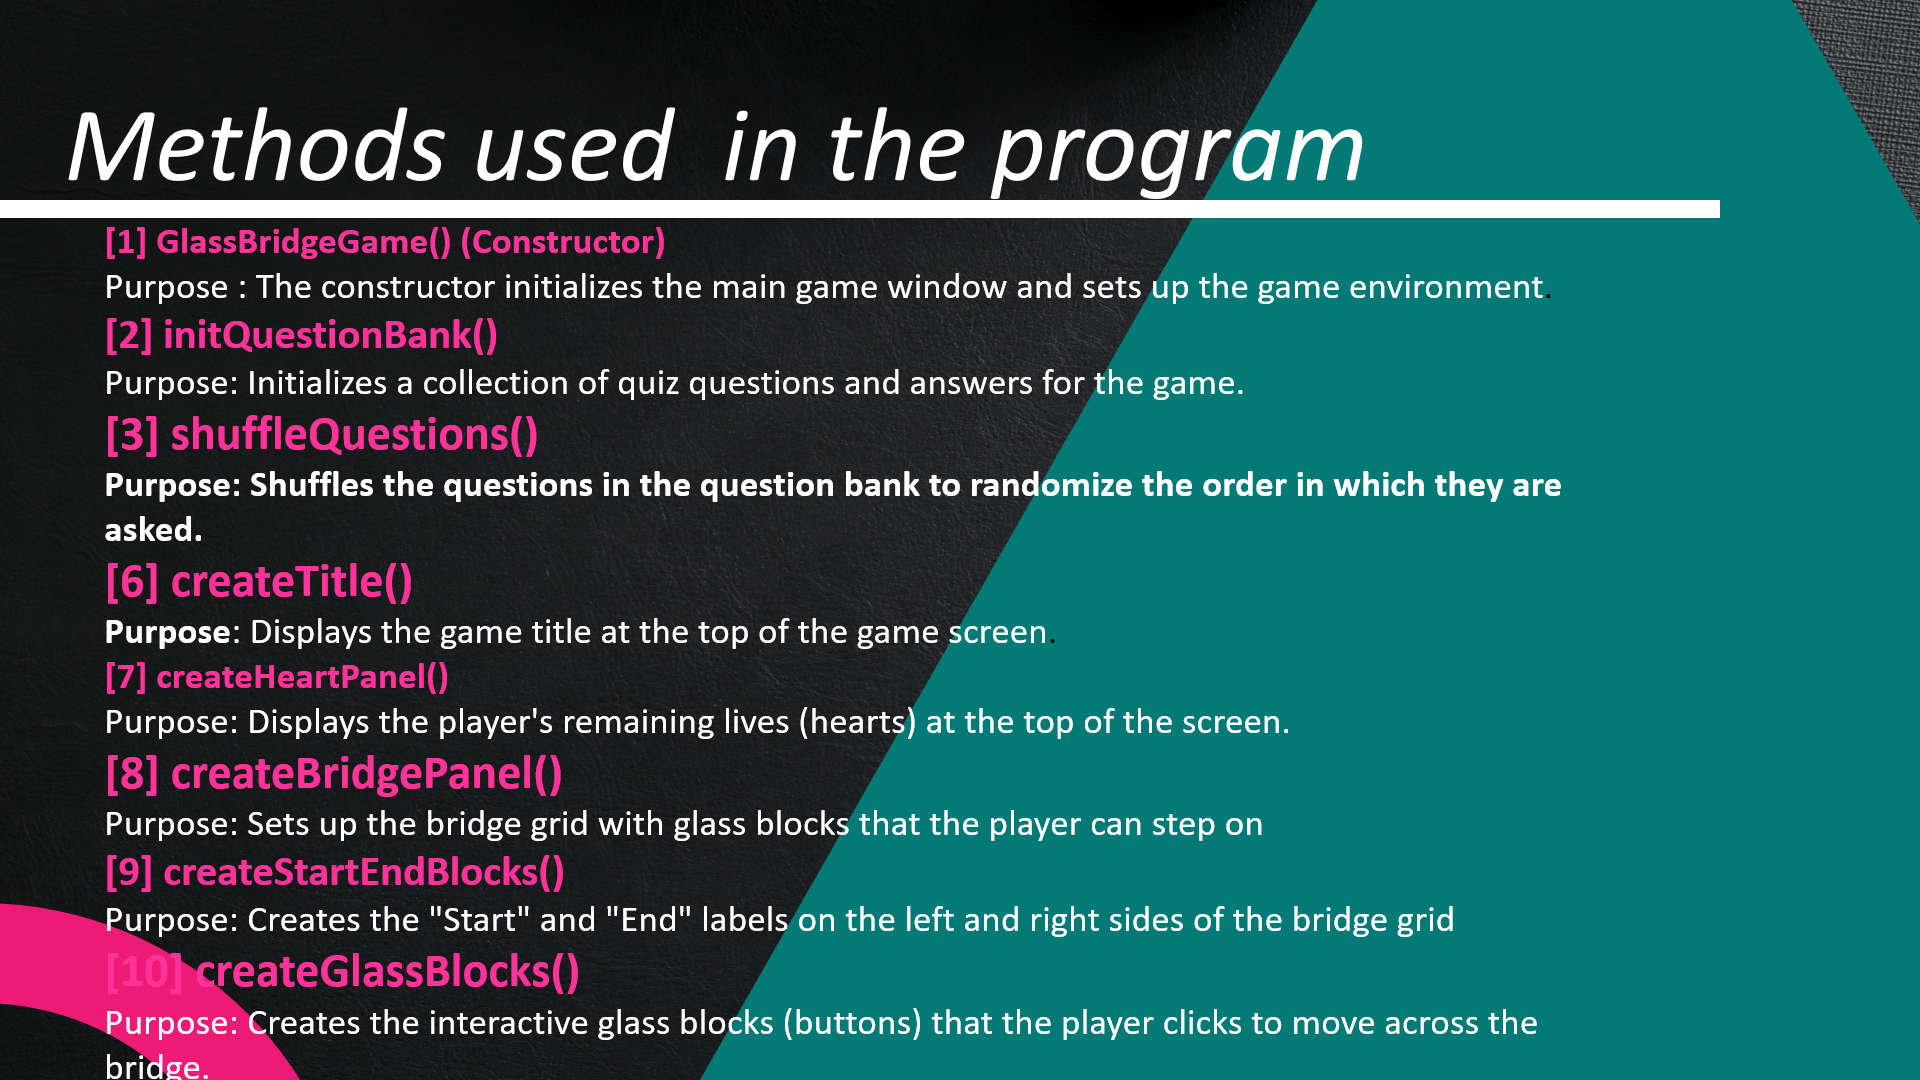 Methods used  in the program
[1] GlassBridgeGame() (Constructor)
Purpose : The constructor initializes the main game window and sets up the game environment.
[2] initQuestionBank()
Purpose: Initializes a collection of quiz questions and answers for the game.
[3] shuffleQuestions()
Purpose: Shuffles the questions in the question bank to randomize the order in which they are
asked.
[6] createTitle()
Purpose: Displays the game title at the top of the game screen.
[7] createHeartPanel()
Purpose: Displays the player's remaining lives (hearts) at the top of the screen.
[8] createBridgePanel()
Purpose: Sets up the bridge grid with glass blocks that the player can step on
[9] createStartEndBlocks()
Purpose: Creates the "Start" and "End" labels on the left and right sides of the bridge grid
[10] createGlassBlocks()
Purpose: Creates the interactive glass blocks (buttons) that the player clicks to move across the
bridge.